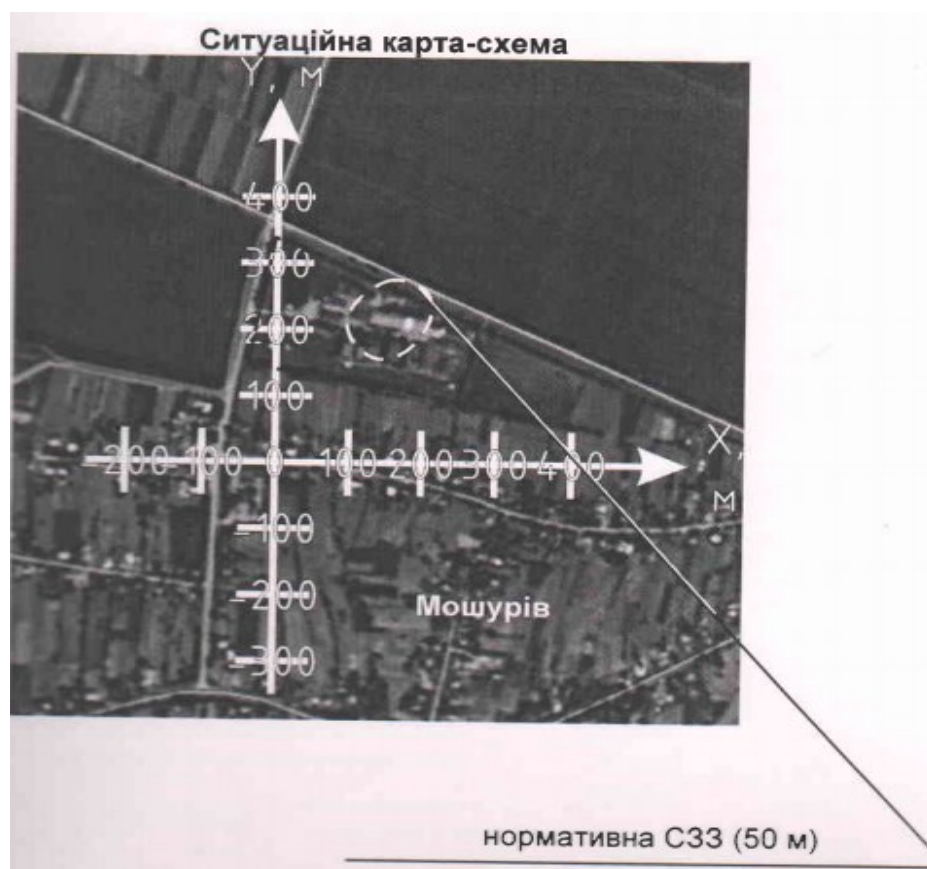 Ситуаційна карта-схема
Y, М
400
300
200
100
-200 -100 0 100 200 300 400
X,
М
-100
-200
Мошурів
-300
нормативна СЗЗ (50 м)